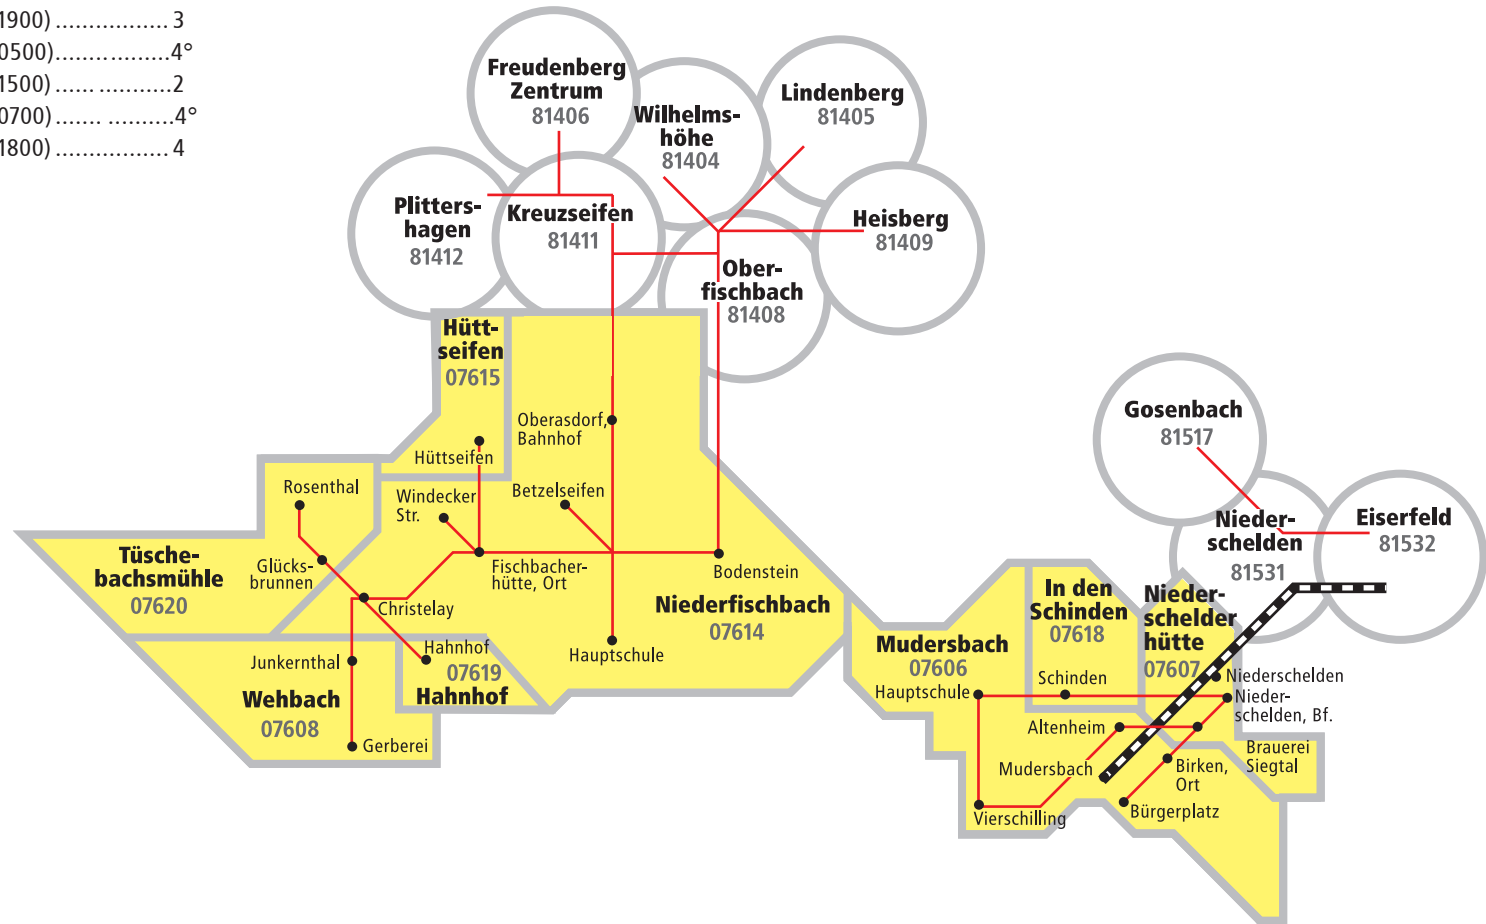 1900) ................. 3
0500).................4°
1500) ...... ...........2
0700) ....... ..........4°
1800) ................. 4
Freudenberg
Zentrum
81406
Wilhelms-
höhe
81404
Lindenberg
81405
Plitters-
hagen
81412
Kreuzseifen
81411
Heisberg
81409
Ober-
fischbach
81408
Hütt-
seifen
07615
Oberasdorf,
Bahnhof
Hüttseifen
Rosenthal
Windecker
Str.
Betzelseifen
Tüsche-
bachsmühle
07620
Glücks-
brunnen
Fischbacher-
hütte, Ort
Bodenstein
Christelay
Niederfischbach
07614
Hauptschule
Junkernthal
Hahnhof
07619
Hahnhof
Wehbach
07608
Gerberei
Gosenbach
81517
Nieder-
schelden
81531
Eiserfeld
81532
In den
Schinden
07618
Nieder-
schelder
hütte
07607
Mudersbach
07606
Hauptschule
Schinden
Niederschelden
Nieder-
schelden, Bf.
Altenheim
Mudersbach
Birken,
Ort
Brauerei
Siegtal
Vierschilling
Bürgerplatz